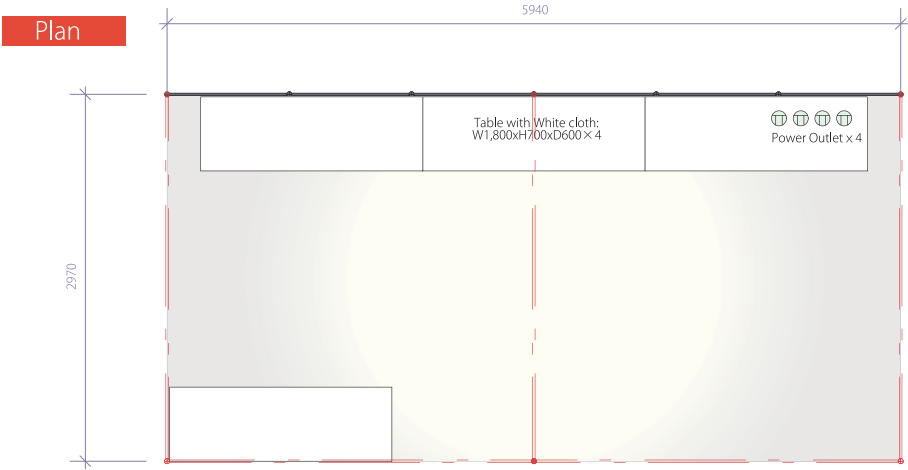 5940
Plan
Table with White cloth:
W1,800xH700xD600×4
Power Outlet x 4
2970